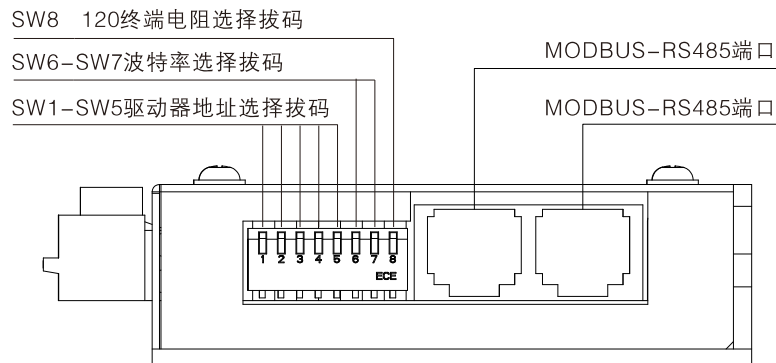 SW8 120终端电阻选择拔码
SW6-SW7波特率选择拔码
SW1-SW5驱动器地址选择拔码
MODBUS-RS485端口
MODBUS-RS485端口
1 2 3 4 5 6 7 8
ECE